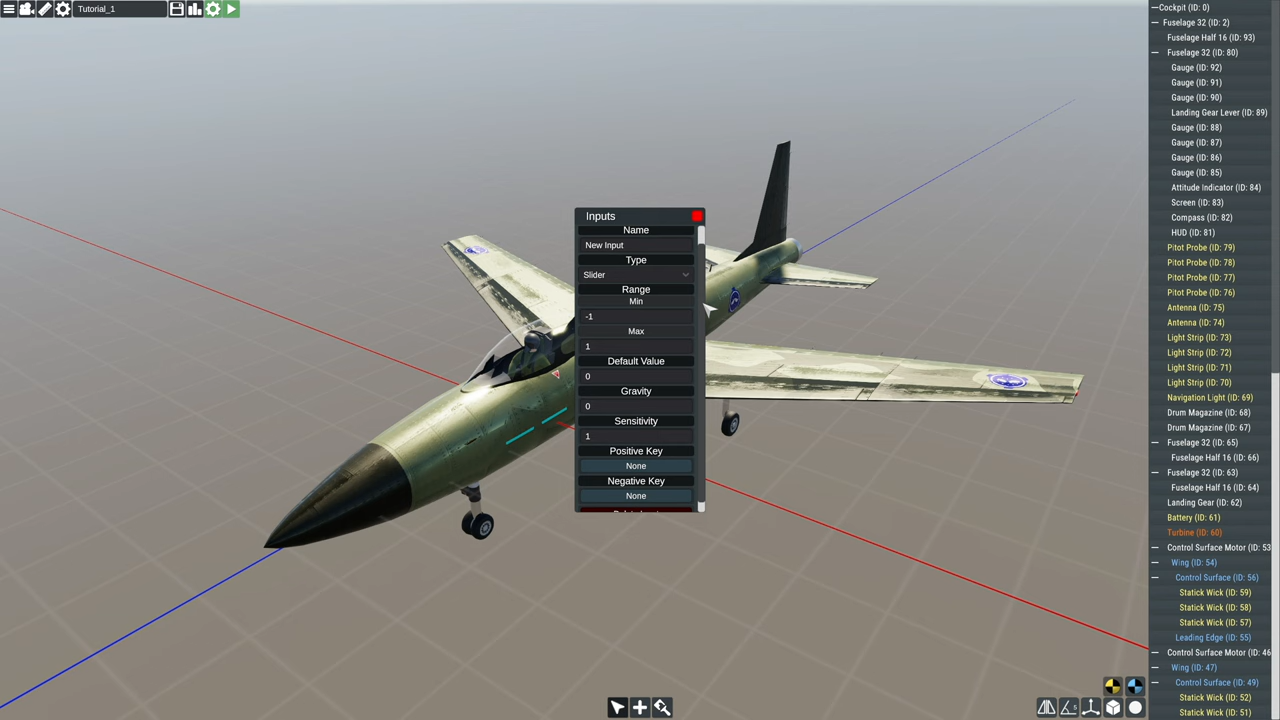 Tutorial_1
Inputs
Name
New Input
Type
Slider
Range
Min
-1
Max
1
Default Value
0
Gravity
0
Sensitivity
1
Positive Key
None
Negative Key
None
Cockpit (ID: 0)
Fuselage 32 (ID: 2)
Fuselage Half 16 (ID: 93)
Fuselage 32 (ID: 80)
Gauge (ID: 92)
Gauge (ID: 91)
Gauge (ID: 90)
Landing Gear Lever (ID: 89)
Gauge (ID: 88)
Gauge (ID: 87)
Gauge (ID: 86)
Gauge (ID: 85)
Attitude Indicator (ID: 84)
Screen (ID: 83)
Compass (ID: 82)
HUD (ID: 81)
Pitot Probe (ID: 79)
Pitot Probe (ID: 78)
Pitot Probe (ID: 77)
Pitot Probe (ID: 76)
Antenna (ID: 75)
Antenna (ID: 74)
Light Strip (ID: 73)
Light Strip (ID: 72)
Light Strip (ID: 71)
Light Strip (ID: 70)
Navigation Light (ID: 69)
Drum Magazine (ID: 68)
Drum Magazine (ID: 67)
Fuselage 32 (ID: 65)
Fuselage Half 16 (ID: 66)
Fuselage 32 (ID: 63)
Fuselage Half 16 (ID: 64)
Landing Gear (ID: 62)
Battery (ID: 61)
Turbine (ID: 60)
Control Surface Motor (ID: 53
Wing (ID: 54)
Control Surface (ID: 56)
Statick Wick (ID: 59)
Statick Wick (ID: 58)
Statick Wick (ID: 57)
Leading Edge (ID: 55)
Control Surface Motor (ID: 46
Wing (ID: 47)
Control Surface (ID: 49)
Statick Wick (ID: 52)
Statick Wick (ID: 51)